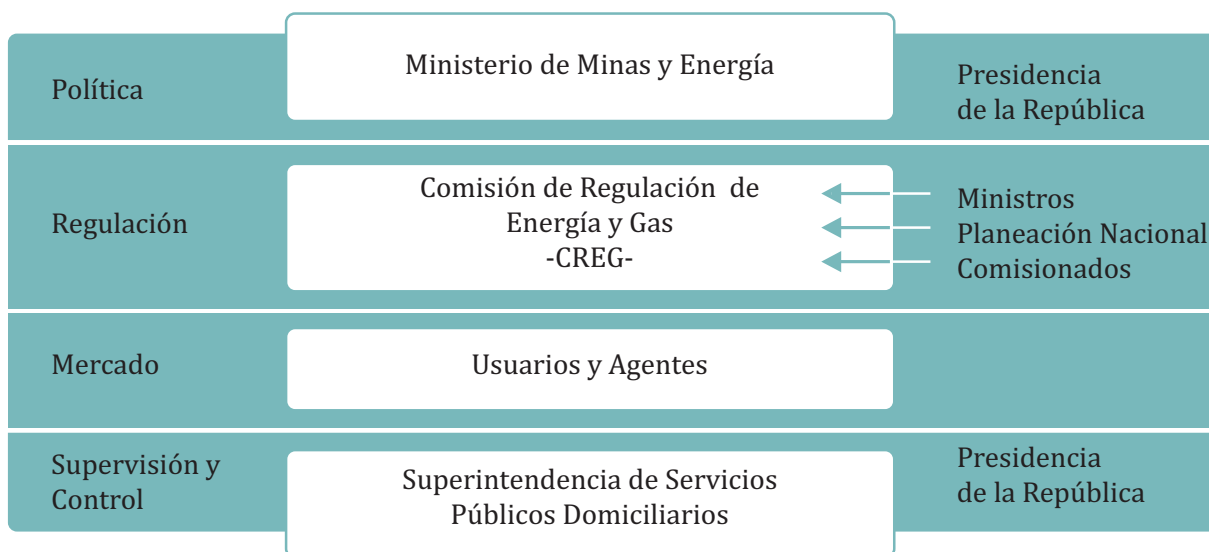 Política
Ministerio de Minas y Energía
Presidencia
de la República
Regulación
Comisión de Regulación de
Energía y Gas
-CREG-
Ministros
Planeación Nacional
Comisionados
Mercado
Usuarios y Agentes
Supervisión y
Control
Superintendencia de Servicios
Públicos Domiciliarios
Presidencia
de la República